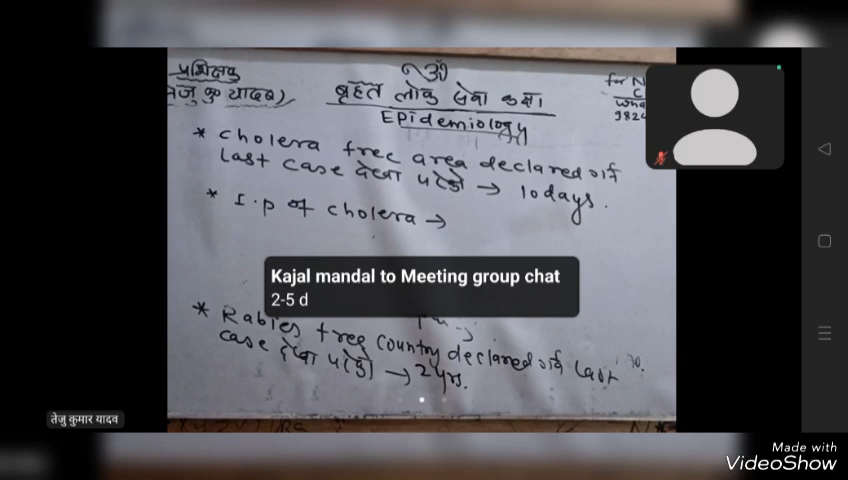 प्रशिक्षक
तेजु कु यादव)
ॐ
बृहत लोक सेवा कक्षा
Epidemiology
* cholera free area declared गर्न
last case देखा परेको → 10 days.
* I.p of cholera →
Kajal mandal to Meeting group chat
2-5 d
* Rabies free country declared गर्न last
case देखा परेको → 2 yrs.
तेजु कुमार यादव
Made with
VideoShow